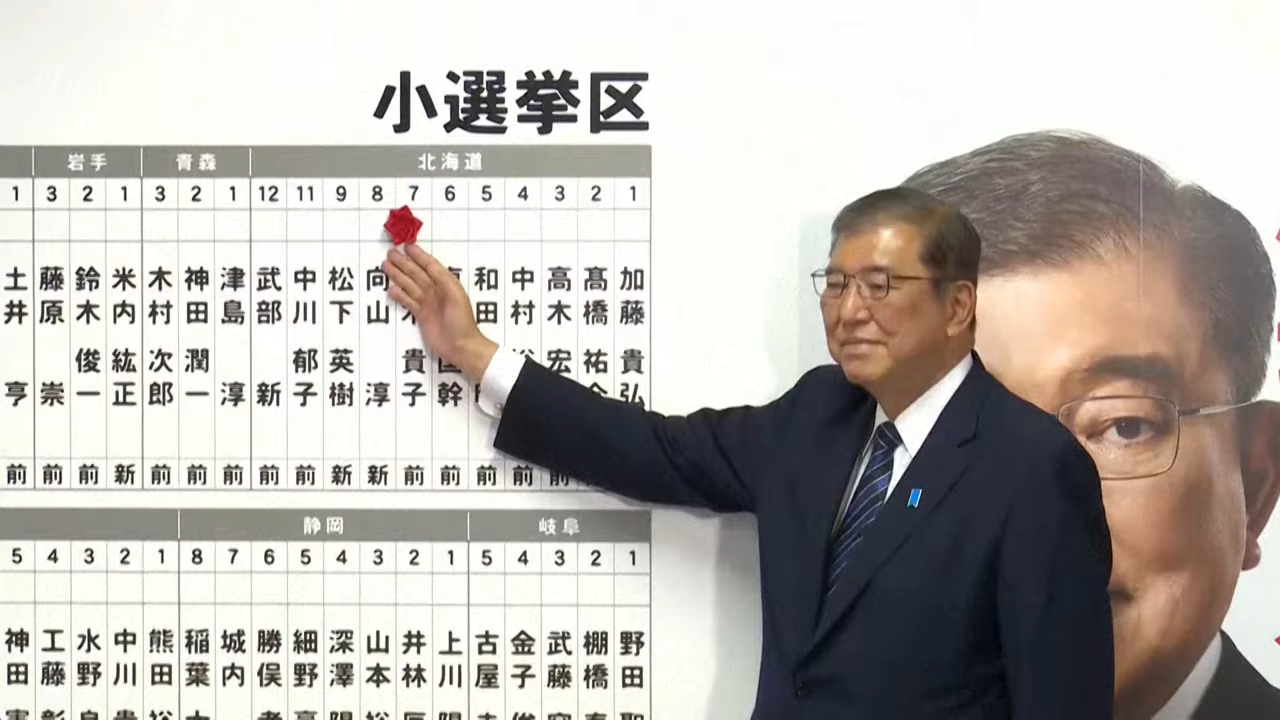 小選挙区
岩手 青森 北海道
1 3 2 1 3 2 1 12 11 9 8 7 6 5 4 3 2 1
土井 亨 前
藤原 崇 前
鈴木 俊一 前
米内 紘正 新
木村 次郎 前
神田 潤一 前
津島 淳 前
武部 新 前
中川 郁子 前
松下 英樹 新
向山 淳 新
貴子 前
国幹 前
和田 前
中村 前
高木 宏
髙橋 祐
加藤 貴弘 前
静岡 岐阜
5 4 3 2 1 8 7 6 5 4 3 2 1 5 4 3 2 1
神田
工藤
水野
中川
熊田
稲葉
城内
勝俣
細野
深澤
山本
井林
上川
古屋
金子
武藤
棚橋
野田